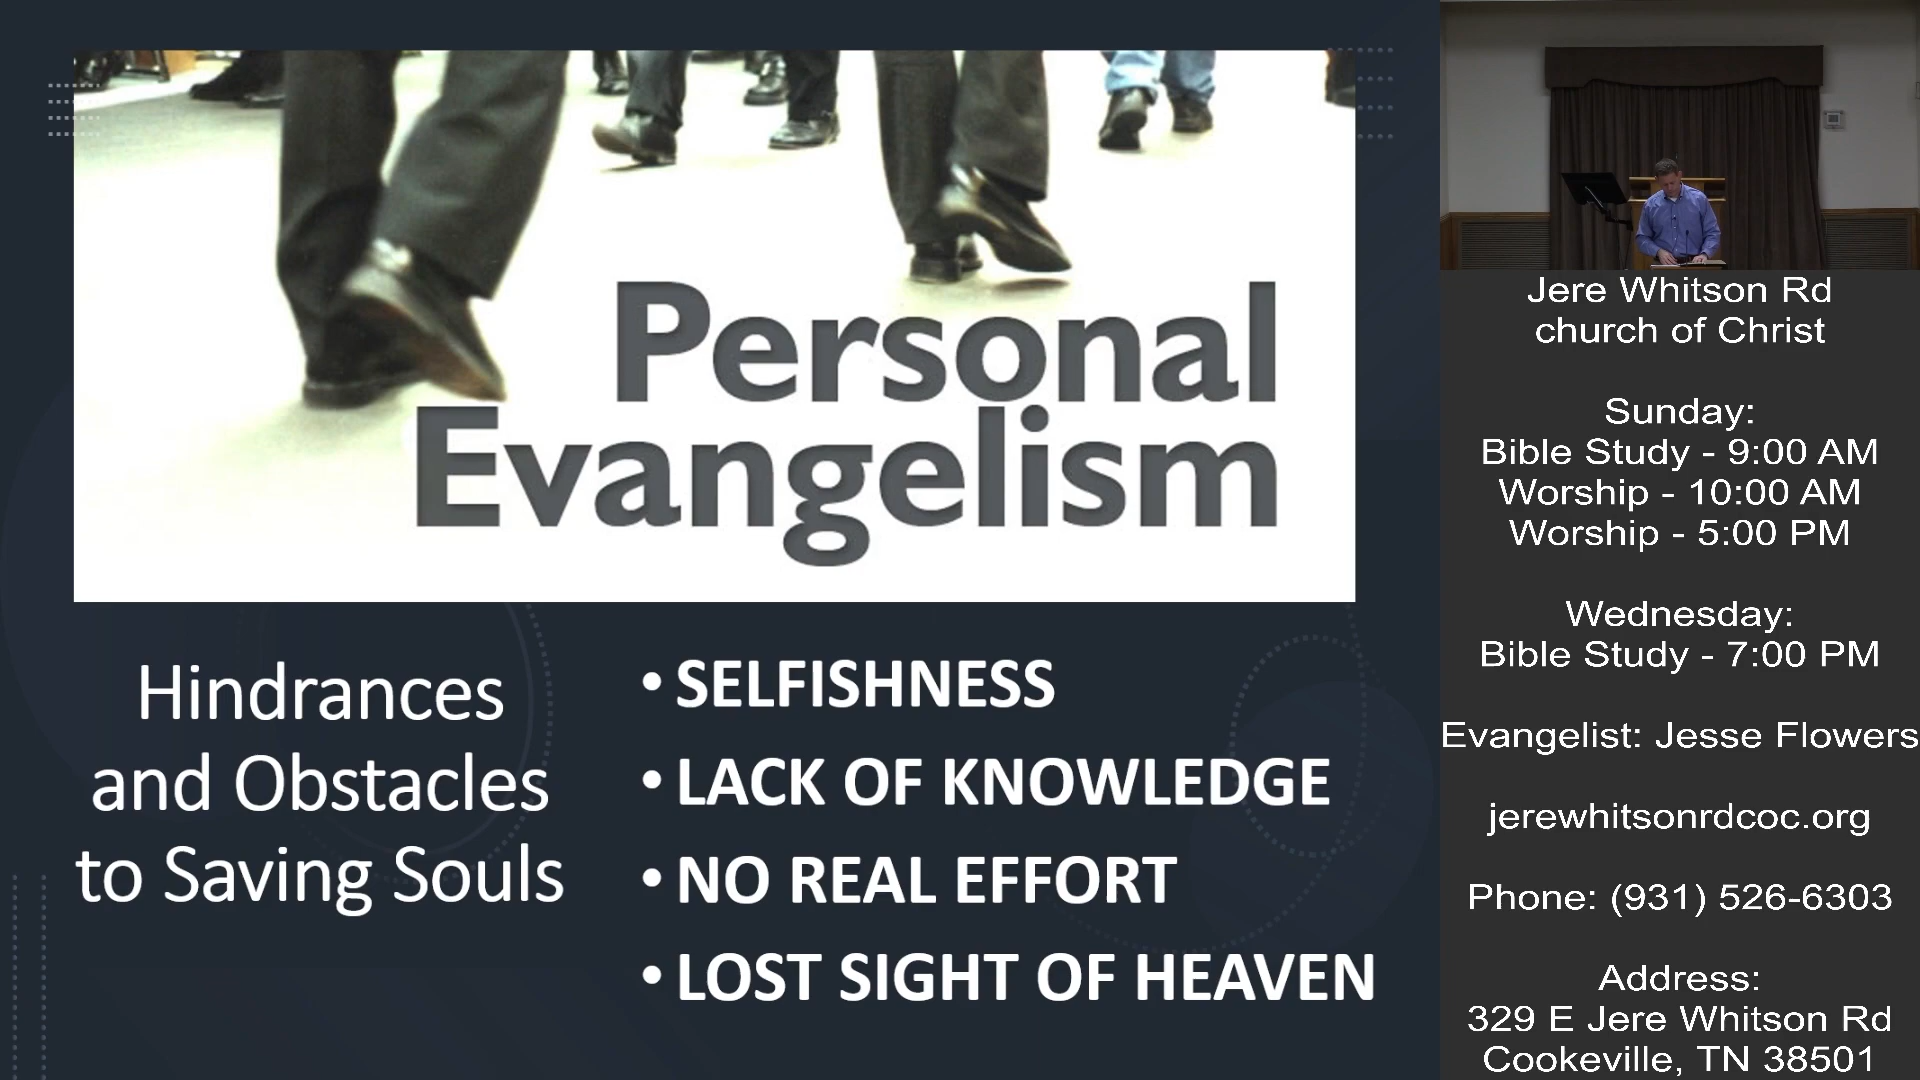 Personal
Evangelism
Hindrances
and Obstacles
to Saving Souls
• SELFISHNESS
• LACK OF KNOWLEDGE
• NO REAL EFFORT
• LOST SIGHT OF HEAVEN
Jere Whitson Rd
church of Christ
Sunday:
Bible Study - 9:00 AM
Worship - 10:00 AM
Worship - 5:00 PM
Wednesday:
Bible Study - 7:00 PM
Evangelist: Jesse Flowers
jerewhitsonrdcoc.org
Phone: (931) 526-6303
Address:
329 E Jere Whitson Rd
Cookeville, TN 38501